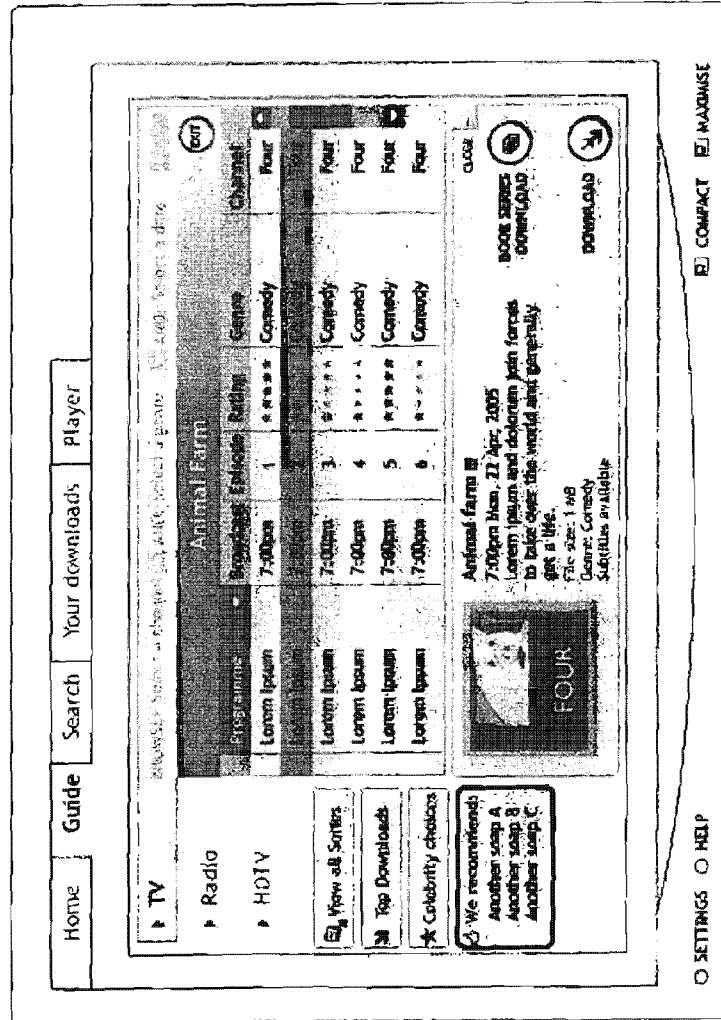 Home
Guide
Search
Your downloads
Player
TV
Radio
HDTV
View all Series
Top Downloads
Celebrity choices
We recommends
Another soap A
Another soap B
Another soap C
Animal Farm
EXIT
Programme Broadcast Episode Rating Genre Channel
Lorem Ipsum 7:00pm 1 ★★★★★ Comedy Four
Lorem Ipsum 7:00pm 3 Comedy Four
Lorem Ipsum 7:00pm 4 Comedy Four
Lorem Ipsum 7:00pm 5 Comedy Four
Lorem Ipsum 7:00pm 6 Comedy Four
CLOSE
FOUR
Animal farm
7:00pm Mon, 22 Apr, 2005
Lorem ipsum and dolorum join forces
to take over the world and generally
get a life.
File size: 1 MB
Genre: Comedy
Subtitles available
BOOK SERIES
DOWNLOAD
DOWNLOAD
SETTINGS
HELP
COMPACT
MAXIMISE